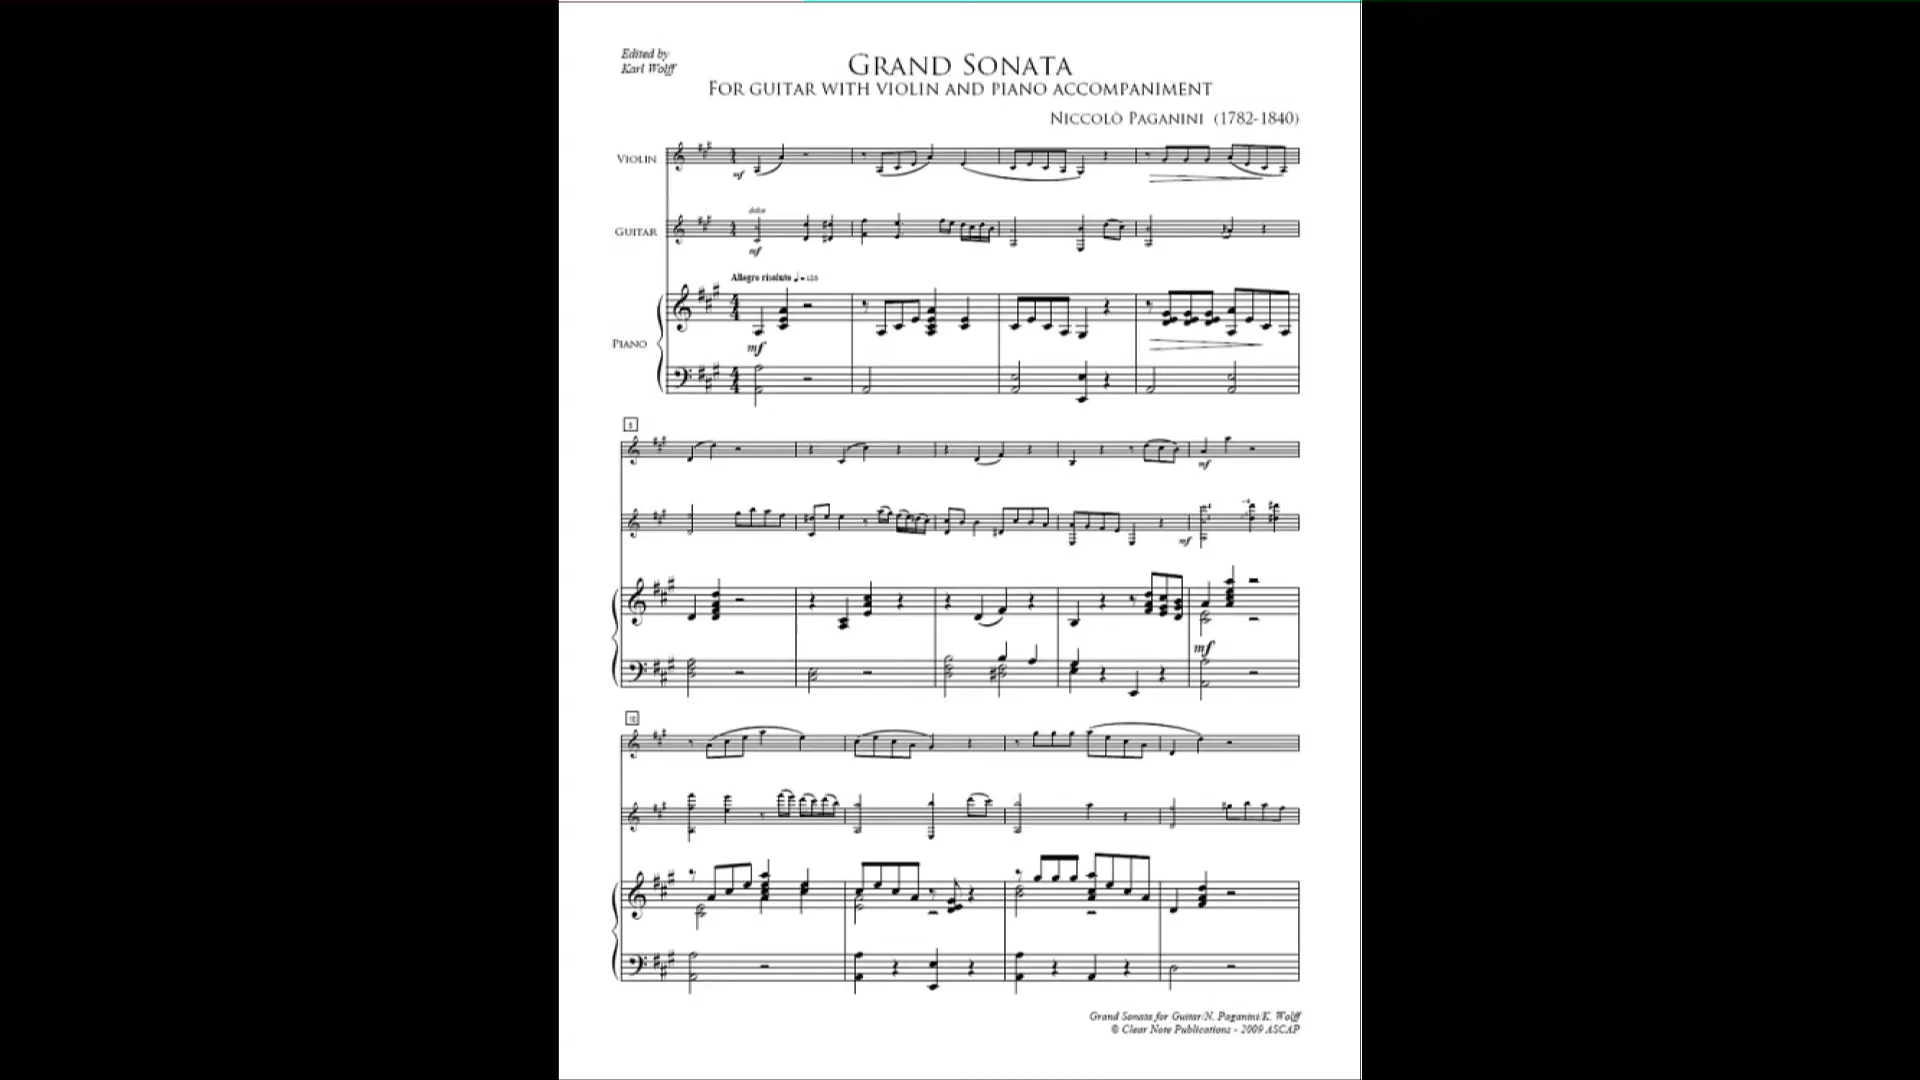 Edited by
Karl Wolff
GRAND SONATA
FOR GUITAR WITH VIOLIN AND PIANO ACCOMPANIMENT
NICCOLÒ PAGANINI (1782-1840)
VIOLIN
mf
dolce
GUITAR
mf
Allegro risoluto ♩=120
PIANO
mf
5
mf
mf
mf
10
Grand Sonata for Guitar/N. Paganini/K. Wolff
© Clear Note Publications - 2009 ASCAP